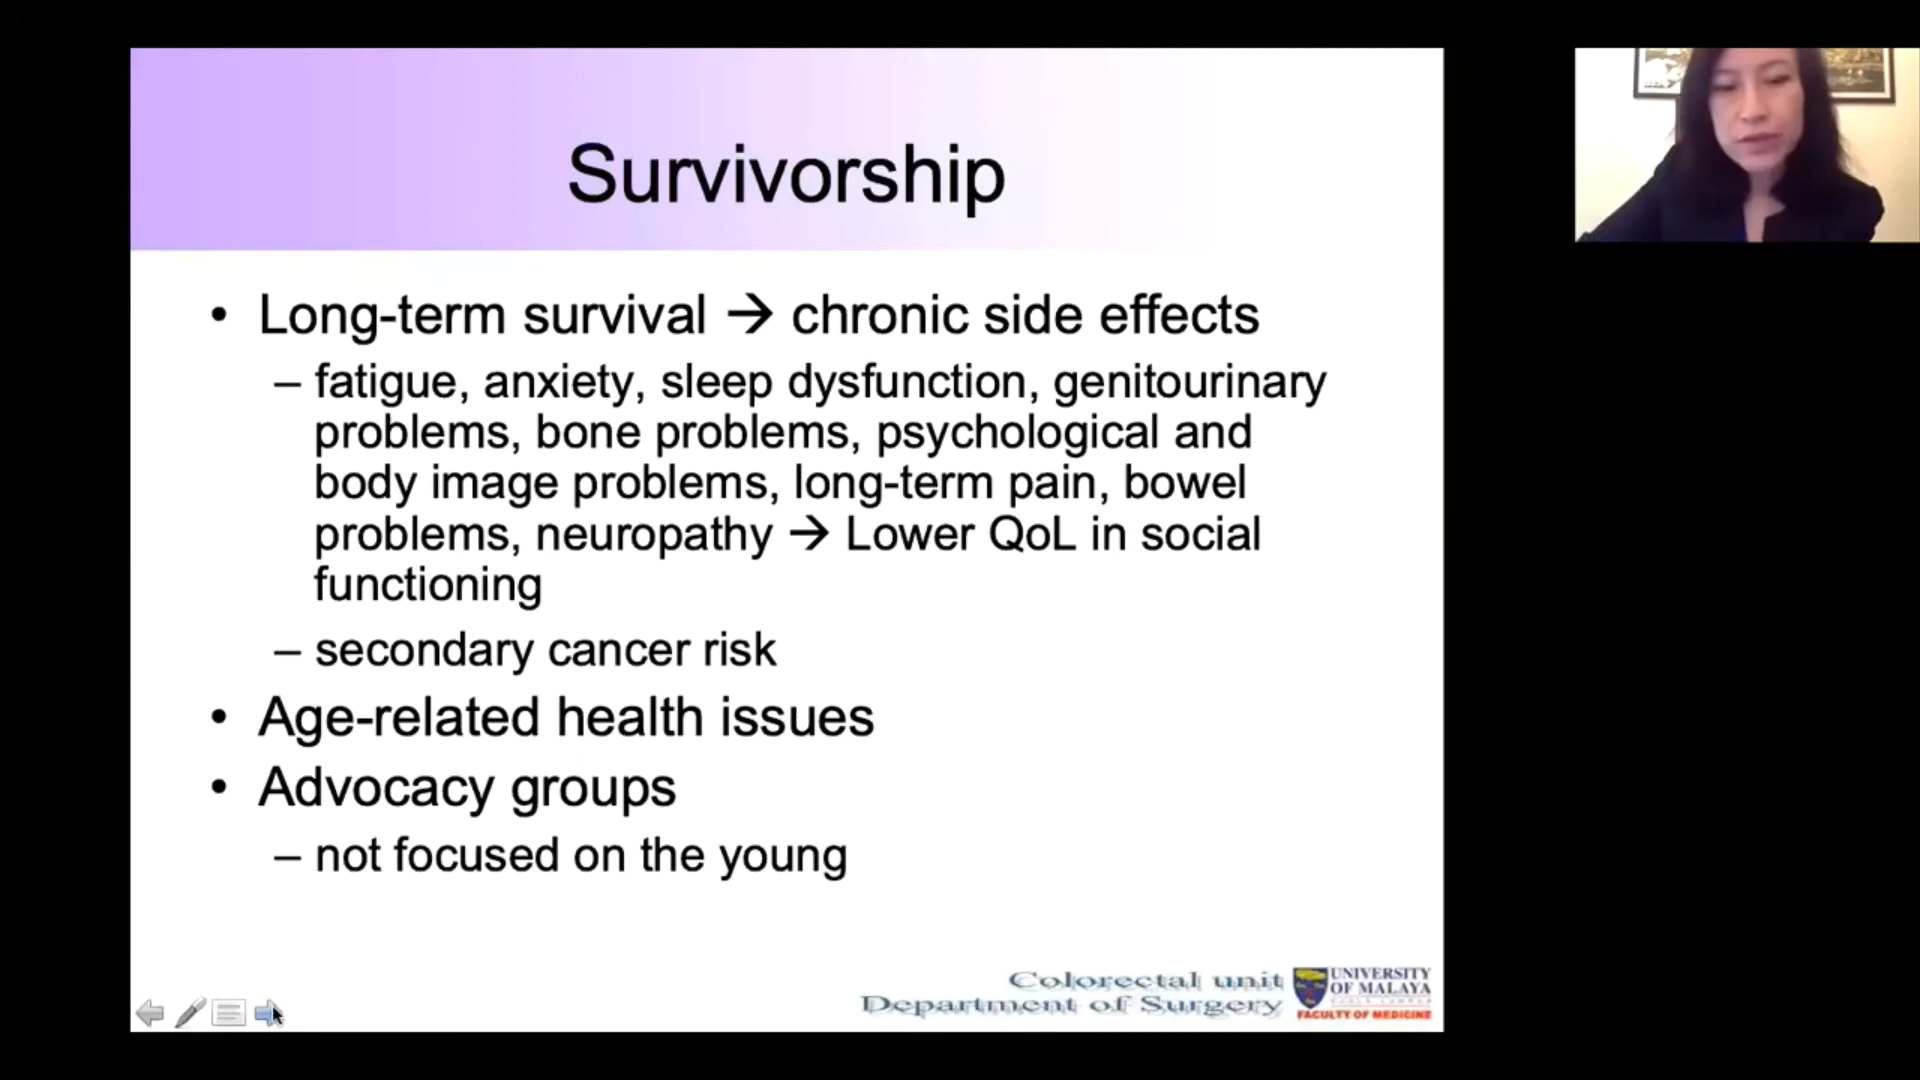 Survivorship
• Long-term survival → chronic side effects
– fatigue, anxiety, sleep dysfunction, genitourinary
problems, bone problems, psychological and
body image problems, long-term pain, bowel
problems, neuropathy → Lower QoL in social
functioning
– secondary cancer risk
• Age-related health issues
• Advocacy groups
– not focused on the young
Colorectal unit
Department of Surgery
UNIVERSITY
OF MALAYA
FACULTY OF MEDICINE